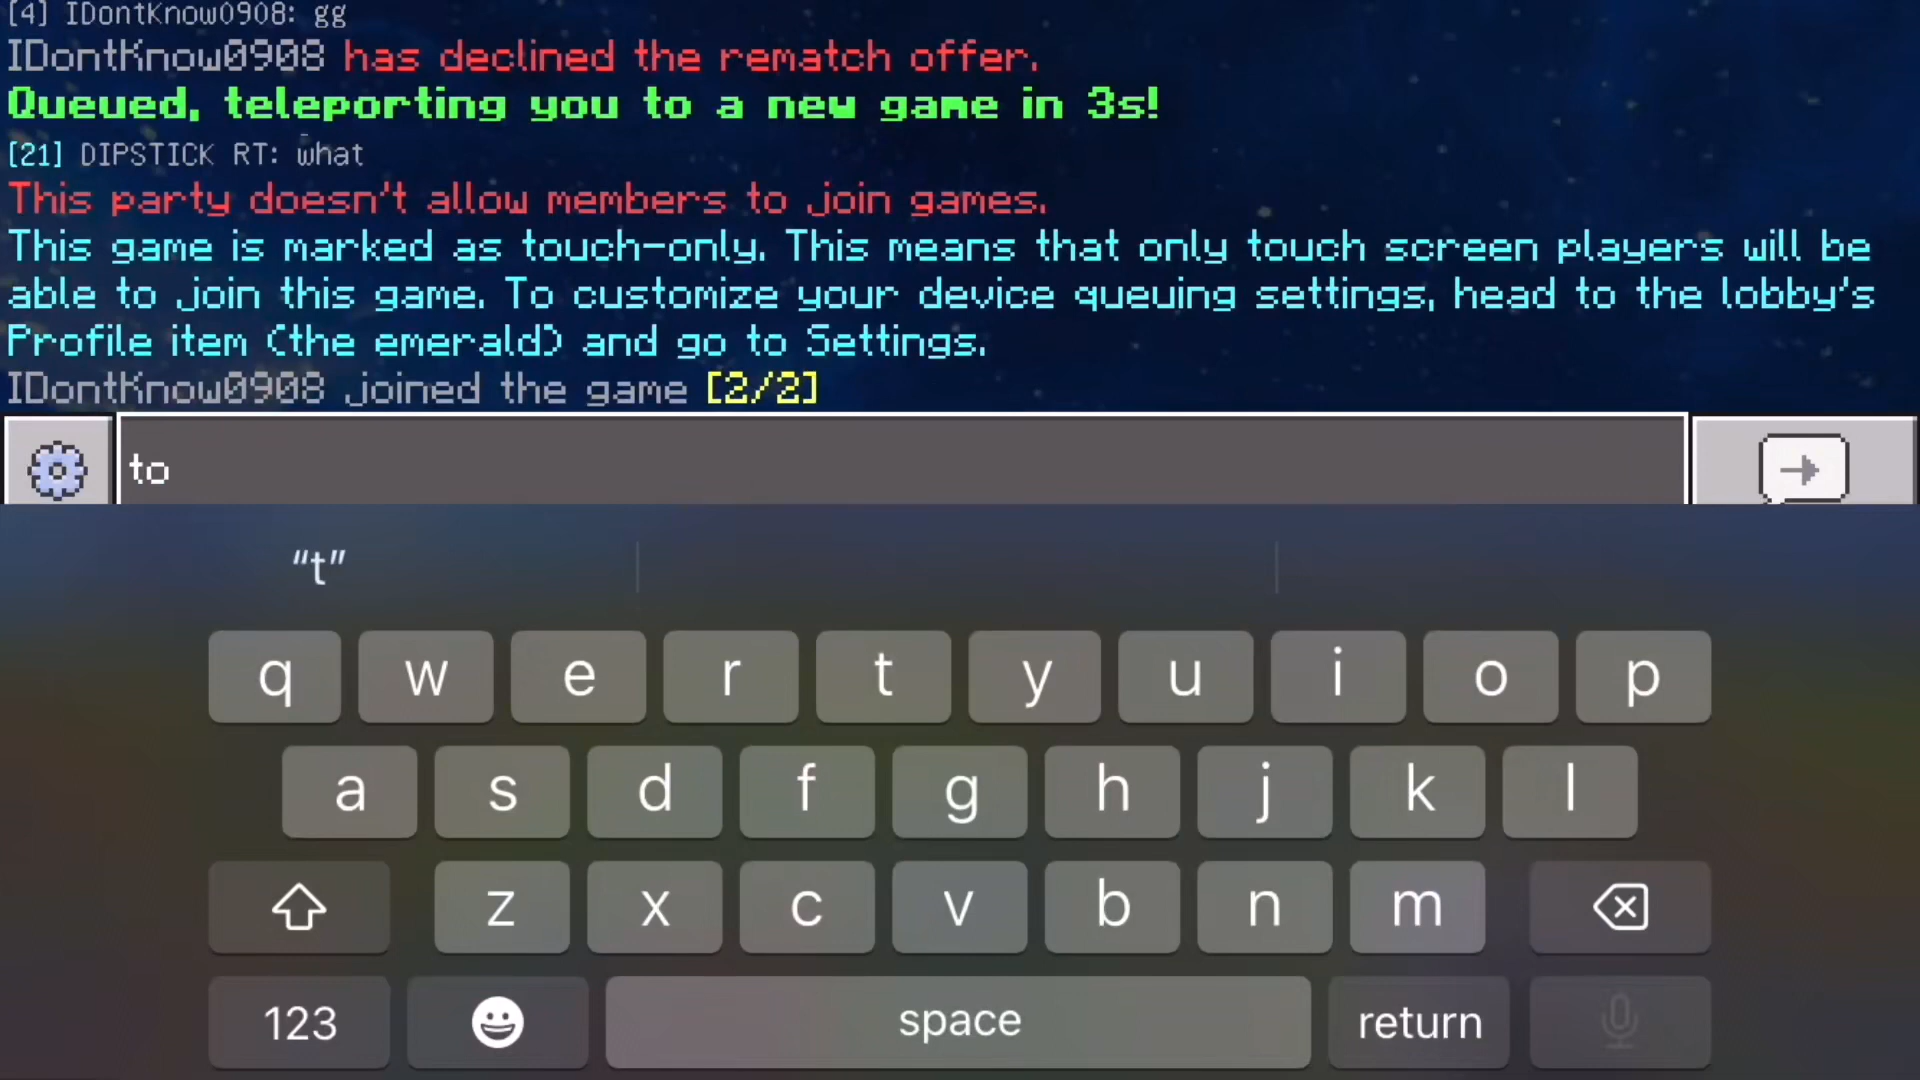 [4] IDontKnow0908: gg
IDontKnow0908 has declined the rematch offer.
Queued, teleporting you to a new game in 3s!
[21] DIPSTICK RT: what
This party doesn't allow members to join games.
This game is marked as touch-only. This means that only touch screen players will be
able to join this game. To customize your device queuing settings, head to the lobby's
Profile item (the emerald) and go to Settings.
IDontKnow0908 joined the game [2/2]
to
“t”
q w e r t y u i o p
a s d f g h j k l
z x c v b n m
123 space return